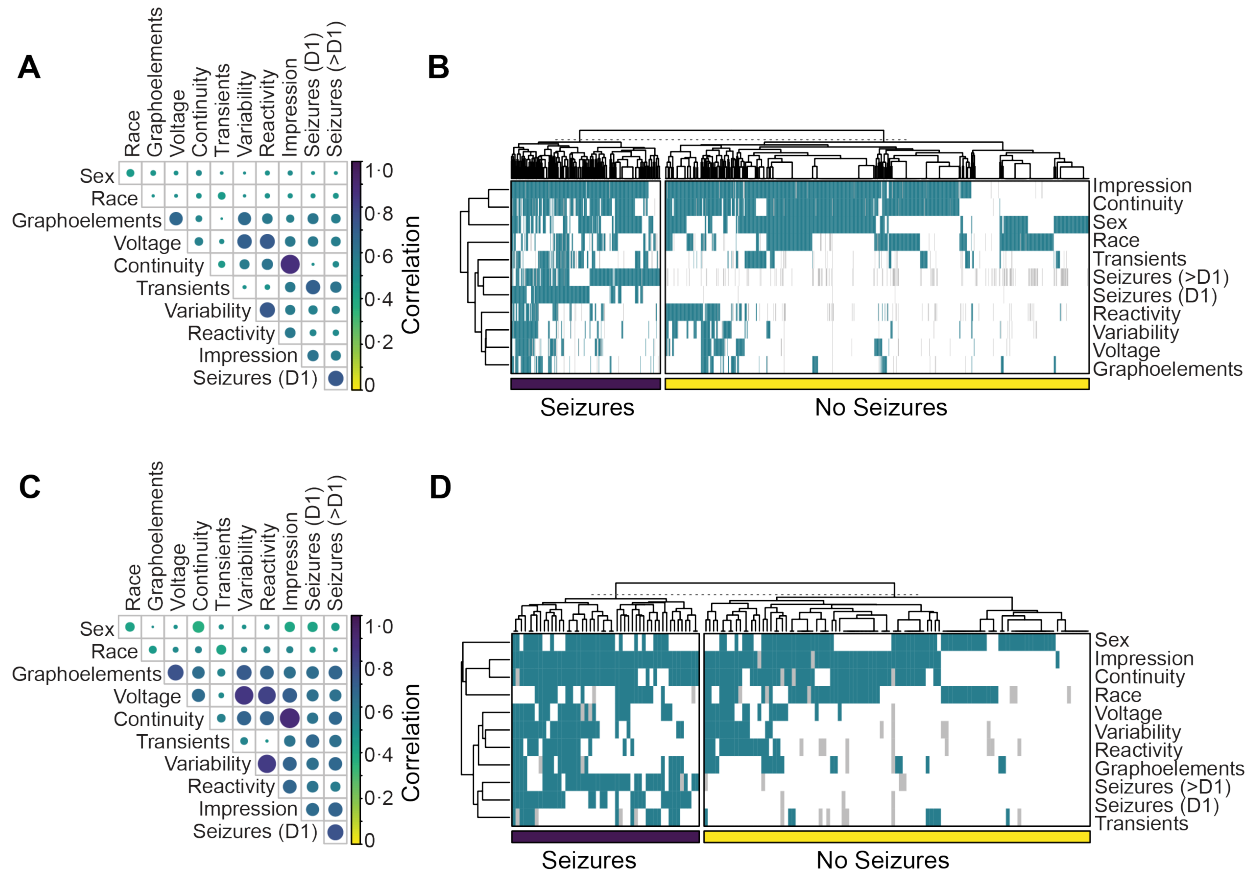 A
Race
Graphoelements
Voltage
Continuity
Transients
Variability
Reactivity
Impression
Seizures (D1)
Seizures (>D1)
Sex
Race
Graphoelements
Voltage
Continuity
Transients
Variability
Reactivity
Impression
Seizures (D1)
1·0
0·8
0·6
0·4
0·2
0
Correlation
B
Impression
Continuity
Sex
Race
Transients
Seizures (>D1)
Seizures (D1)
Reactivity
Variability
Voltage
Graphoelements
Seizures
No Seizures
C
Race
Graphoelements
Voltage
Continuity
Transients
Variability
Reactivity
Impression
Seizures (D1)
Seizures (>D1)
Sex
Race
Graphoelements
Voltage
Continuity
Transients
Variability
Reactivity
Impression
Seizures (D1)
1·0
0·8
0·6
0·4
0·2
0
Correlation
D
Sex
Impression
Continuity
Race
Voltage
Variability
Reactivity
Graphoelements
Seizures (>D1)
Seizures (D1)
Transients
Seizures
No Seizures